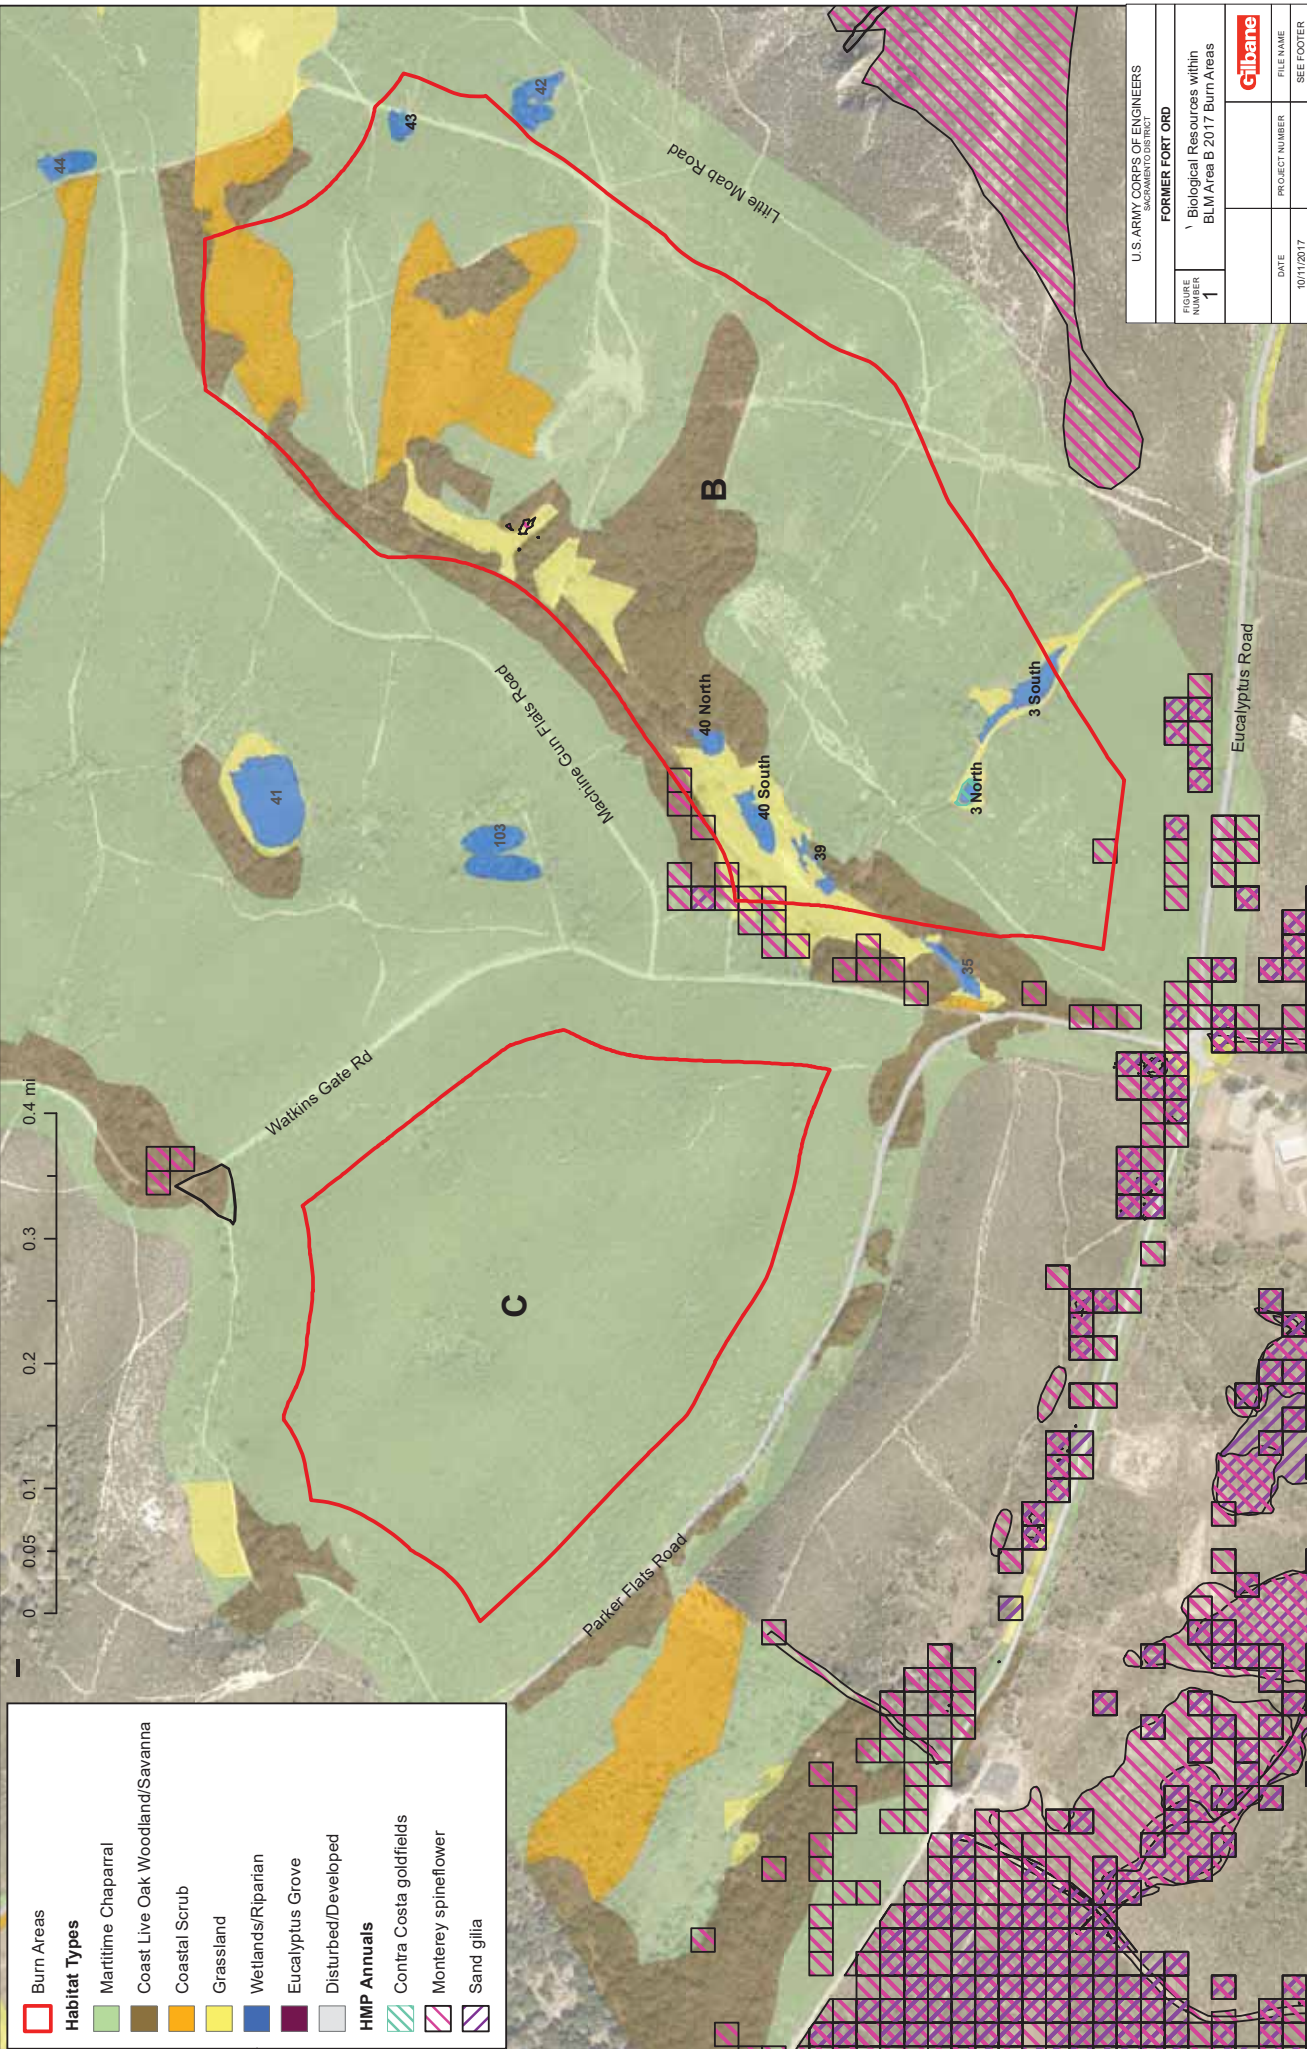 Burn Areas
Habitat Types
Martitime Chaparral
Coast Live Oak Woodland/Savanna
Coastal Scrub
Grassland
Wetlands/Riparian
Eucalyptus Grove
Disturbed/Developed
HMP Annuals
Contra Costa goldfields
Monterey spineflower
Sand gilia
0 0.05 0.1 0.2 0.3 0.4 mi
44
43
42
41
103
Little Moab Road
Machine Gun Flats Road
Watkins Gate Rd
Parker Flats Road
Eucalyptus Road
B
C
40 North
40 South
39
35
3 North
3 South
U.S. ARMY CORPS OF ENGINEERS
SACRAMENTO DISTRICT
FORMER FORT ORD
FIGURE
NUMBER
1
Biological Resources within
BLM Area B 2017 Burn Areas
Gilbane
DATE
10/11/2017
PROJECT NUMBER
FILE NAME
SEE FOOTER